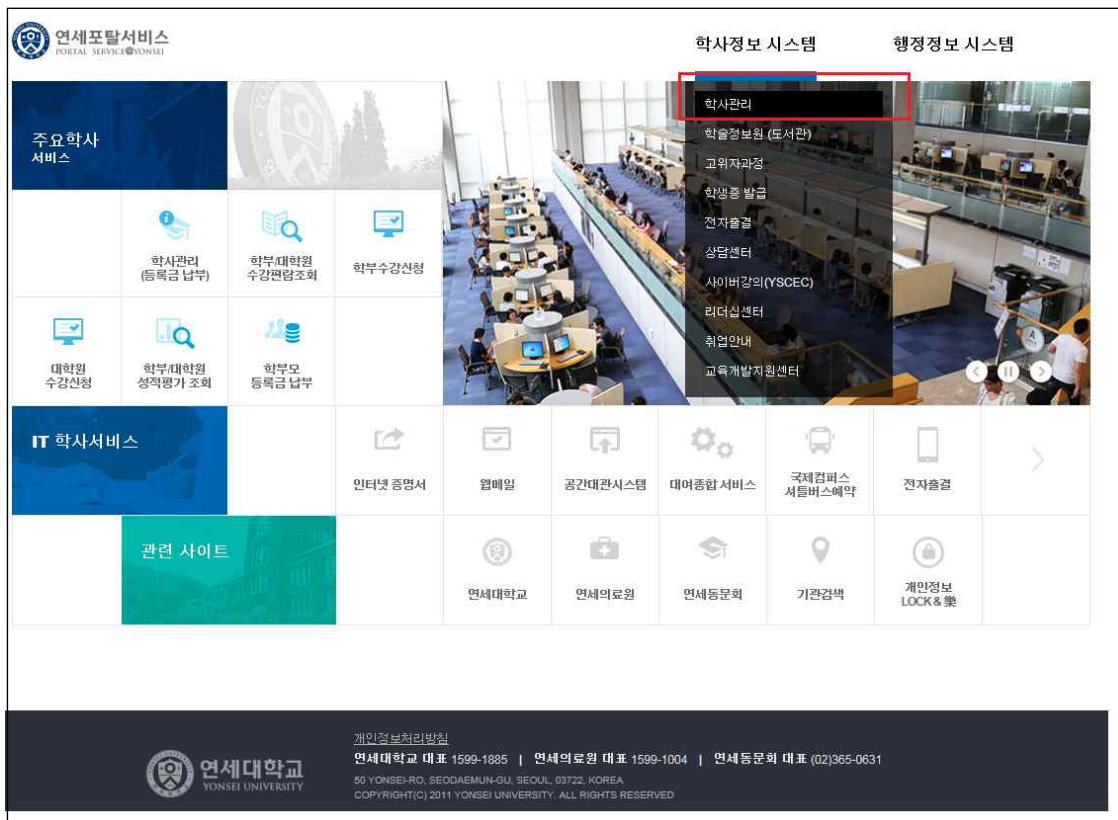 연세포탈서비스
PORTAL SERVICE@YONSEI
학사정보 시스템
행정정보 시스템
주요학사
서비스
학사관리
학술정보원 (도서관)
고위자과정
학생증 발급
전자출결
상담센터
사이버강의(YSCEC)
리더십센터
취업안내
교육개발지원센터
학사관리
(등록금 납부)
학부/대학원
수강편람조회
학부수강신청
대학원
수강신청
학부/대학원
성적평가 조회
학부모
등록금 납부
IT 학사서비스
인터넷 증명서
웹메일
공간대관시스템
대여종합 서비스
국제컴퍼스
셔틀버스예약
전자출결
관련 사이트
연세대학교
연세의료원
연세동문회
기관검색
개인정보
LOCK & 樂
연세대학교
YONSEI UNIVERSITY
개인정보처리방침
연세대학교 대표 1599-1885 | 연세의료원 대표 1599-1004 | 연세동문회 대표 (02)365-0631
50 YONSEI-RO, SEODAEMUN-GU, SEOUL, 03722, KOREA
COPYRIGHT(C) 2011 YONSEI UNIVERSITY. ALL RIGHTS RESERVED